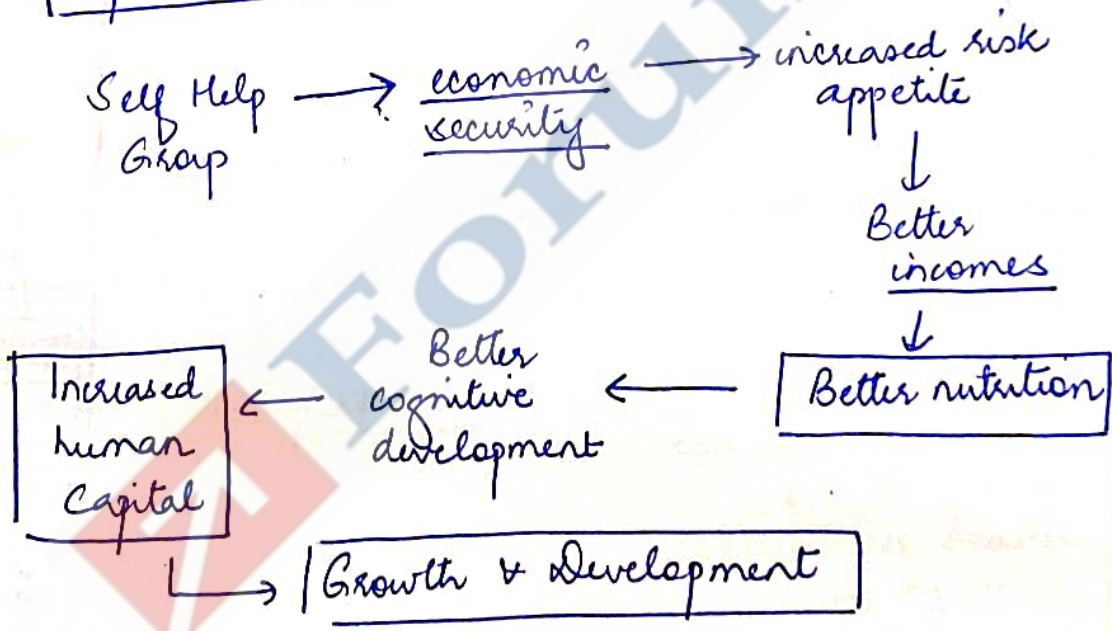 Self Help
Group
economic
security
increased risk
appetite
Better
incomes
Better nutrition
Better
cognitive
development
Increased
human
Capital
Growth & Development
Forum